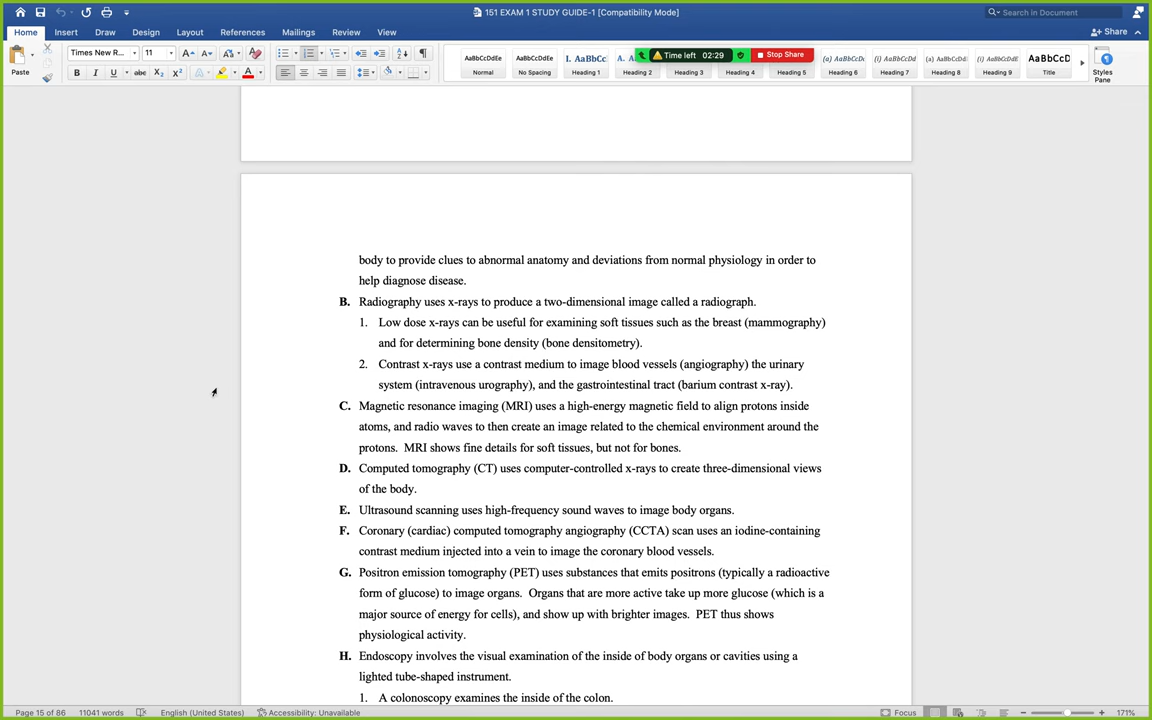 151 EXAM 1 STUDY GUIDE-1 [Compatibility Mode]
Search in Document
Home Insert Draw Design Layout References Mailings Review View
Share
Paste
Times New R... 11
B I U abc X₂ X² A A
AaBbCcDdEe AaBbCcDdEe I. AaBbCc A. A Time left 02:29 Stop Share (a) AaBbCcDc (i) AaBbCcDd (a) AaBbCcDd (i) AaBbCcDdE AaBbCcD
Normal No Spacing Heading 1 Heading 2 Heading 3 Heading 4 Heading 5 Heading 6 Heading 7 Heading 8 Heading 9 Title
Styles
Pane
body to provide clues to abnormal anatomy and deviations from normal physiology in order to
help diagnose disease.
B. Radiography uses x-rays to produce a two-dimensional image called a radiograph.
1. Low dose x-rays can be useful for examining soft tissues such as the breast (mammography)
and for determining bone density (bone densitometry).
2. Contrast x-rays use a contrast medium to image blood vessels (angiography) the urinary
system (intravenous urography), and the gastrointestinal tract (barium contrast x-ray).
C. Magnetic resonance imaging (MRI) uses a high-energy magnetic field to align protons inside
atoms, and radio waves to then create an image related to the chemical environment around the
protons. MRI shows fine details for soft tissues, but not for bones.
D. Computed tomography (CT) uses computer-controlled x-rays to create three-dimensional views
of the body.
E. Ultrasound scanning uses high-frequency sound waves to image body organs.
F. Coronary (cardiac) computed tomography angiography (CCTA) scan uses an iodine-containing
contrast medium injected into a vein to image the coronary blood vessels.
G. Positron emission tomography (PET) uses substances that emits positrons (typically a radioactive
form of glucose) to image organs. Organs that are more active take up more glucose (which is a
major source of energy for cells), and show up with brighter images. PET thus shows
physiological activity.
H. Endoscopy involves the visual examination of the inside of body organs or cavities using a
lighted tube-shaped instrument.
1. A colonoscopy examines the inside of the colon.
Page 15 of 86 11041 words English (United States) Accessibility: Unavailable Focus 171%